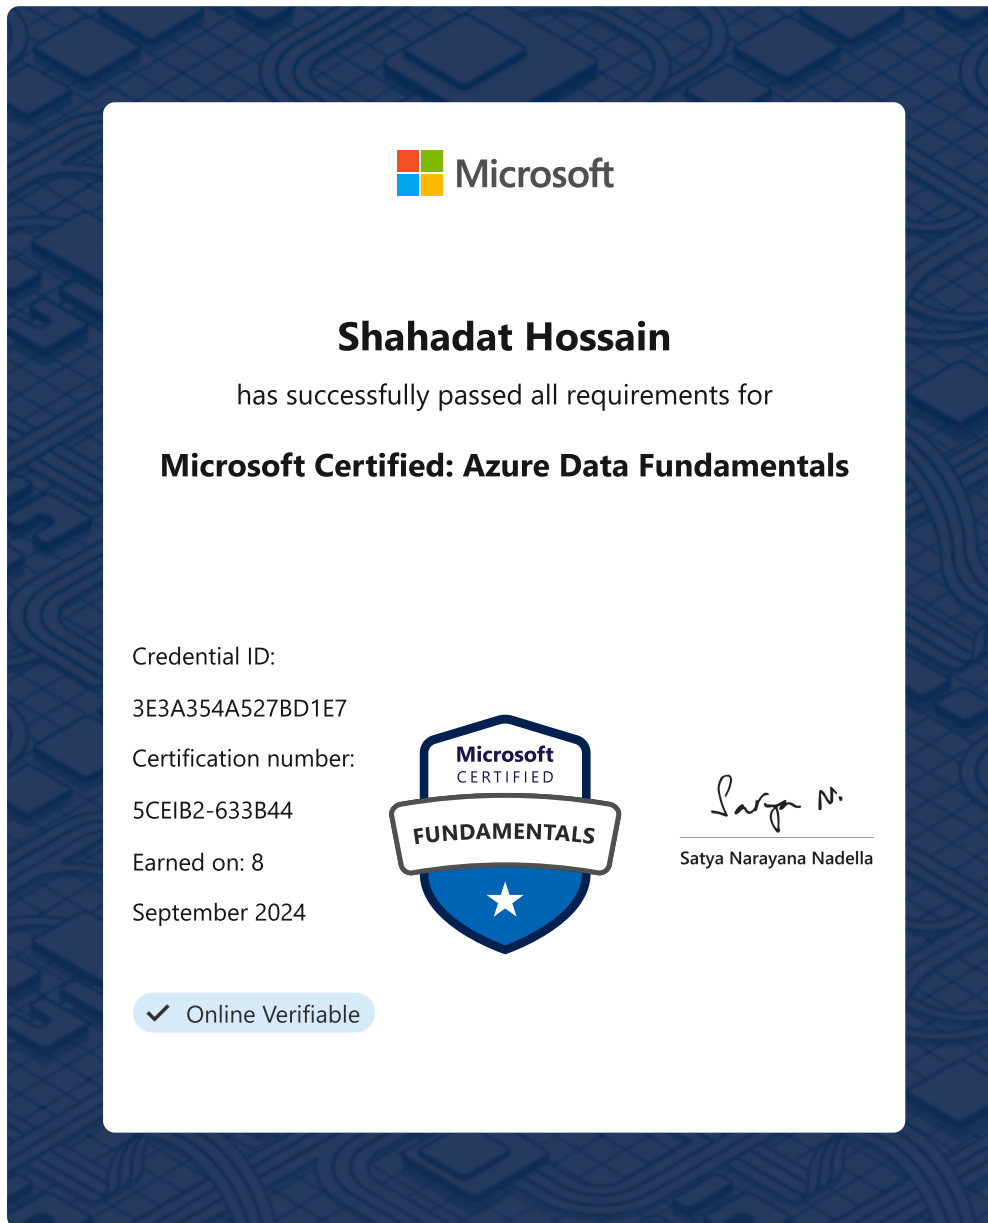 Microsoft
Shahadat Hossain
has successfully passed all requirements for
Microsoft Certified: Azure Data Fundamentals
Credential ID:
3E3A354A527BD1E7
Certification number:
5CEIB2-633B44
Earned on: 8
September 2024
Microsoft
CERTIFIED
FUNDAMENTALS
Satya N.
Satya Narayana Nadella
Online Verifiable